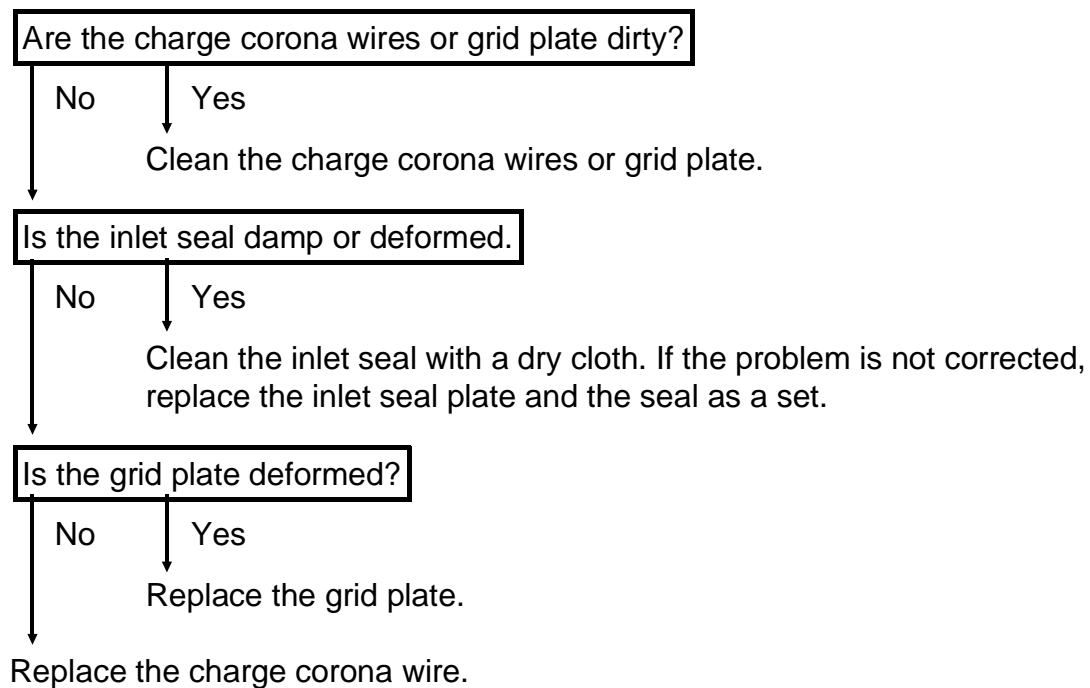 Are the charge corona wires or grid plate dirty?
No Yes
Clean the charge corona wires or grid plate.
Is the inlet seal damp or deformed.
No Yes
Clean the inlet seal with a dry cloth. If the problem is not corrected,
replace the inlet seal plate and the seal as a set.
Is the grid plate deformed?
No Yes
Replace the grid plate.
Replace the charge corona wire.